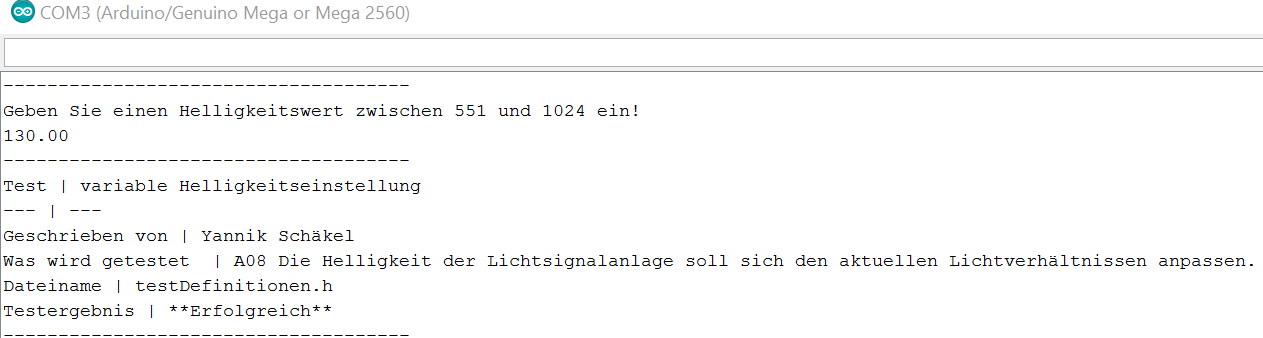 COM3 (Arduino/Genuino Mega or Mega 2560)
-------------------------------------
Geben Sie einen Helligkeitswert zwischen 551 und 1024 ein!
130.00
-------------------------------------
Test | variable Helligkeitseinstellung
--- | ---
Geschrieben von | Yannik Schäkel
Was wird getestet  | A08 Die Helligkeit der Lichtsignalanlage soll sich den aktuellen Lichtverhältnissen anpassen.
Dateiname | testDefinitionen.h
Testergebnis | **Erfolgreich**
-------------------------------------